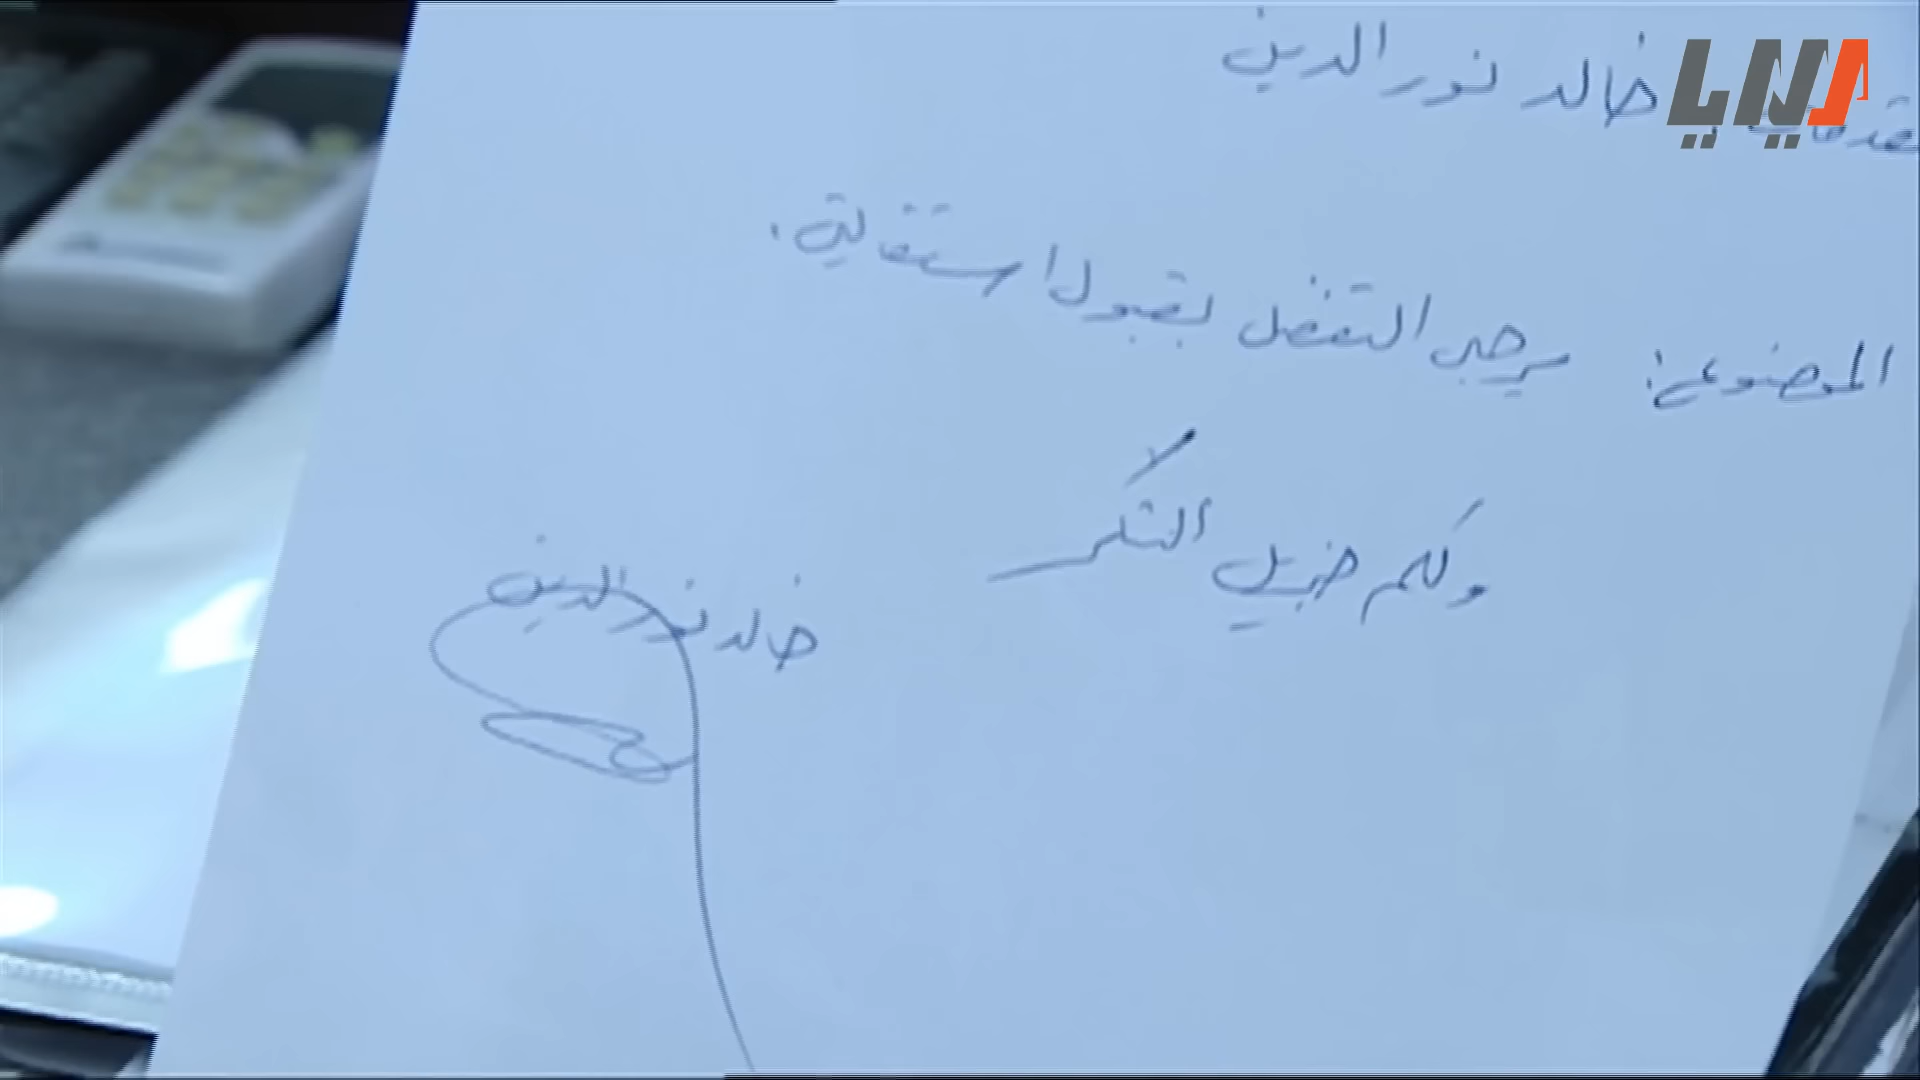 خالد نور الدين
الموضوع: يرجى التفضل بقبول استقالتي.
ولكم جزيل الشكر
خالد نور الدين